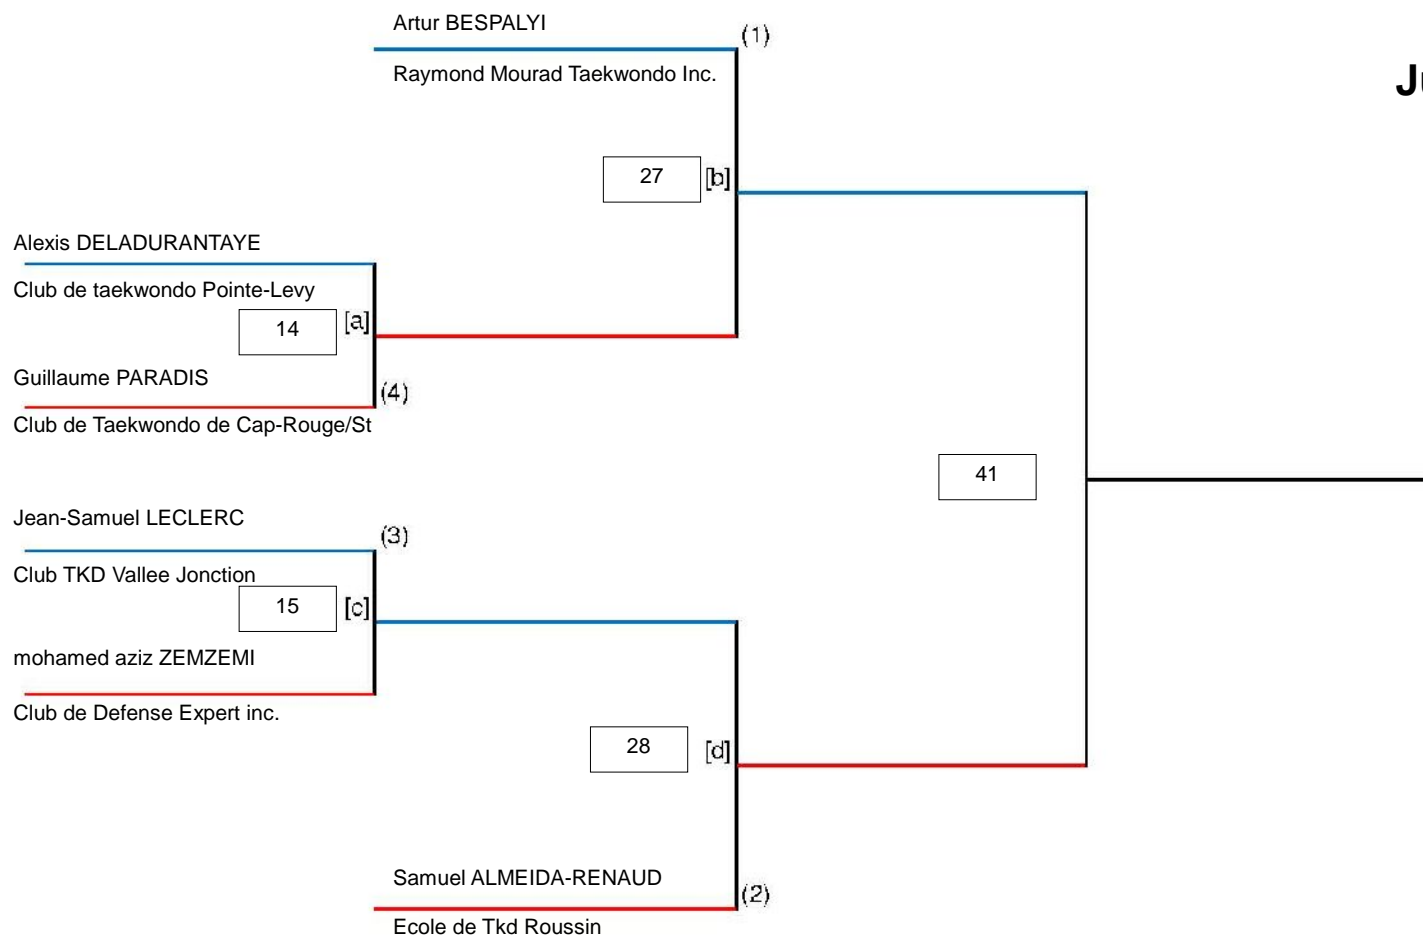 Artur BESPALYI
(1)
Raymond Mourad Taekwondo Inc.
Ju
27 [b]
Alexis DELADURANTAYE
Club de taekwondo Pointe-Levy
14 [a]
Guillaume PARADIS
(4)
Club de Taekwondo de Cap-Rouge/St
41
Jean-Samuel LECLERC
(3)
Club TKD Vallee Jonction
15 [c]
mohamed aziz ZEMZEMI
Club de Defense Expert inc.
28 [d]
Samuel ALMEIDA-RENAUD
(2)
Ecole de Tkd Roussin